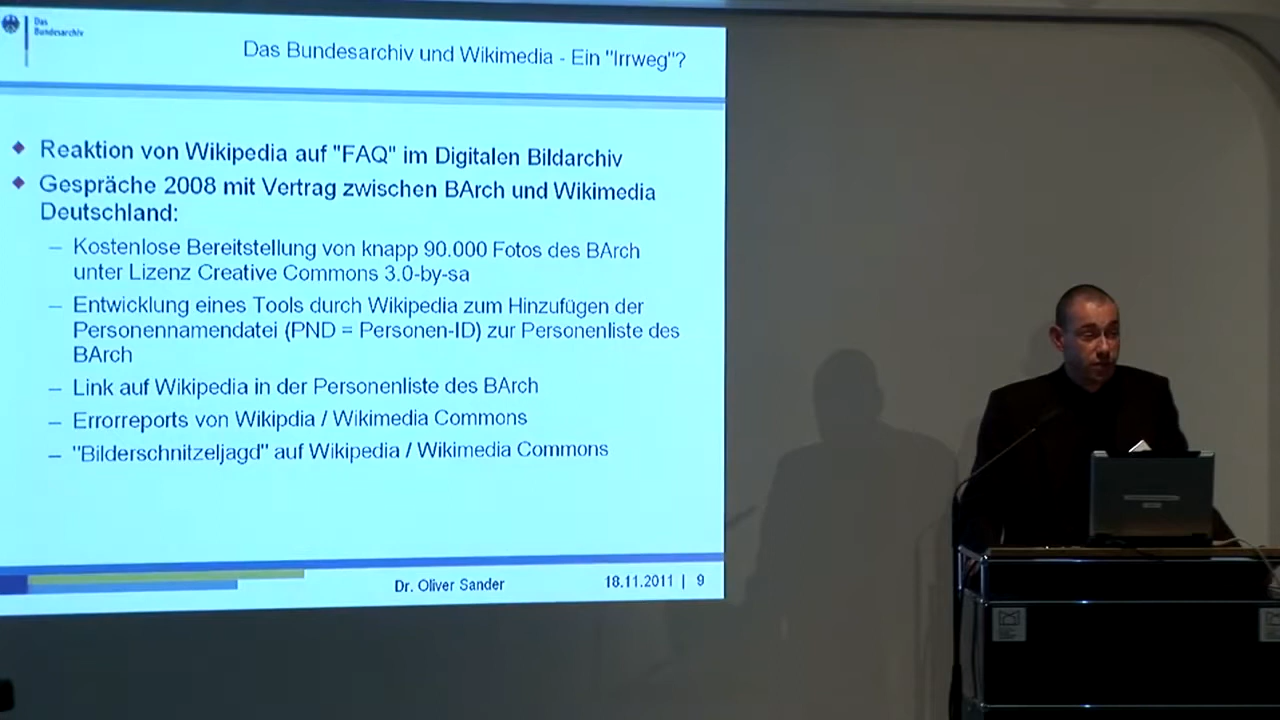 Das
Bundesarchiv
Das Bundesarchiv und Wikimedia - Ein "Irrweg"?
Reaktion von Wikipedia auf "FAQ" im Digitalen Bildarchiv
Gespräche 2008 mit Vertrag zwischen BArch und Wikimedia
Deutschland:
– Kostenlose Bereitstellung von knapp 90.000 Fotos des BArch
unter Lizenz Creative Commons 3.0-by-sa
– Entwicklung eines Tools durch Wikipedia zum Hinzufügen der
Personennamendatei (PND = Personen-ID) zur Personenliste des
BArch
– Link auf Wikipedia in der Personenliste des BArch
– Errorreports von Wikipdia / Wikimedia Commons
– "Bilderschnitzeljagd" auf Wikipedia / Wikimedia Commons
Dr. Oliver Sander
18.11.2011 | 9